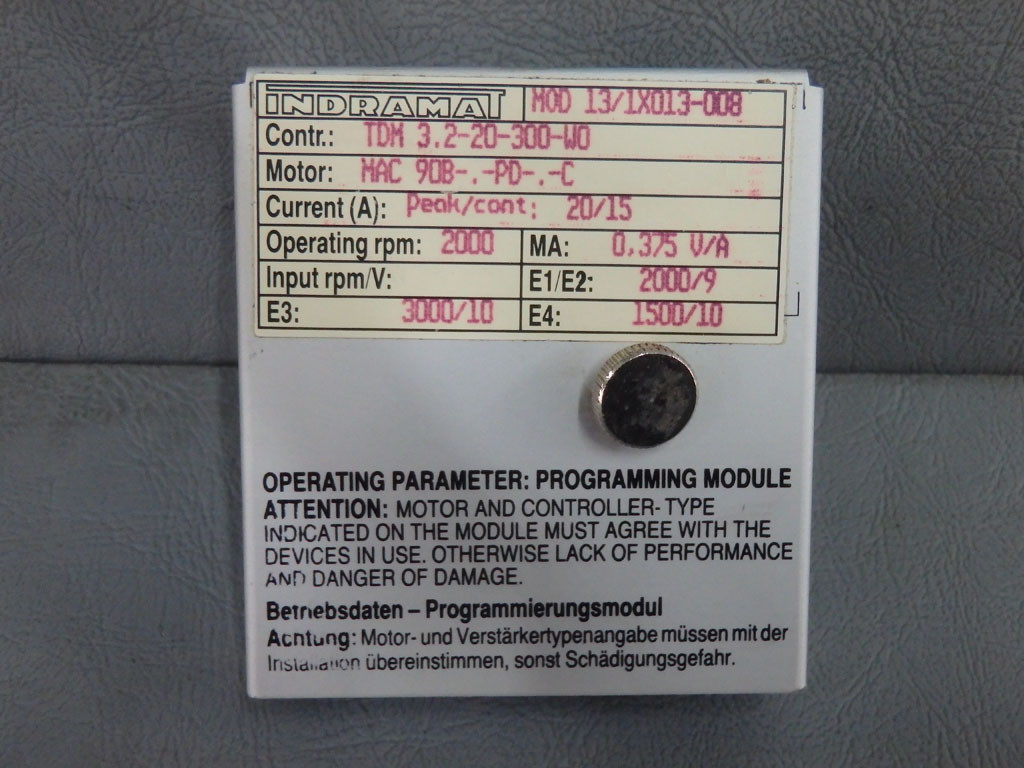 INDRAMAT MOD 13/1X013-008
Contr.: TDM 3.2-20-300-W0
Motor: MAC 90B-.-PD-.-C
Current (A): Peak/cont: 20/15
Operating rpm: 2000 MA: 0,375 V/A
Input rpm/V: E1/E2: 2000/9
E3: 3000/10 E4: 1500/10
OPERATING PARAMETER: PROGRAMMING MODULE
ATTENTION: MOTOR AND CONTROLLER- TYPE
INDICATED ON THE MODULE MUST AGREE WITH THE
DEVICES IN USE. OTHERWISE LACK OF PERFORMANCE
AND DANGER OF DAMAGE.
Betriebsdaten – Programmierungsmodul
Achtung: Motor- und Verstärkertypenangabe müssen mit der
Installation übereinstimmen, sonst Schädigungsgefahr.